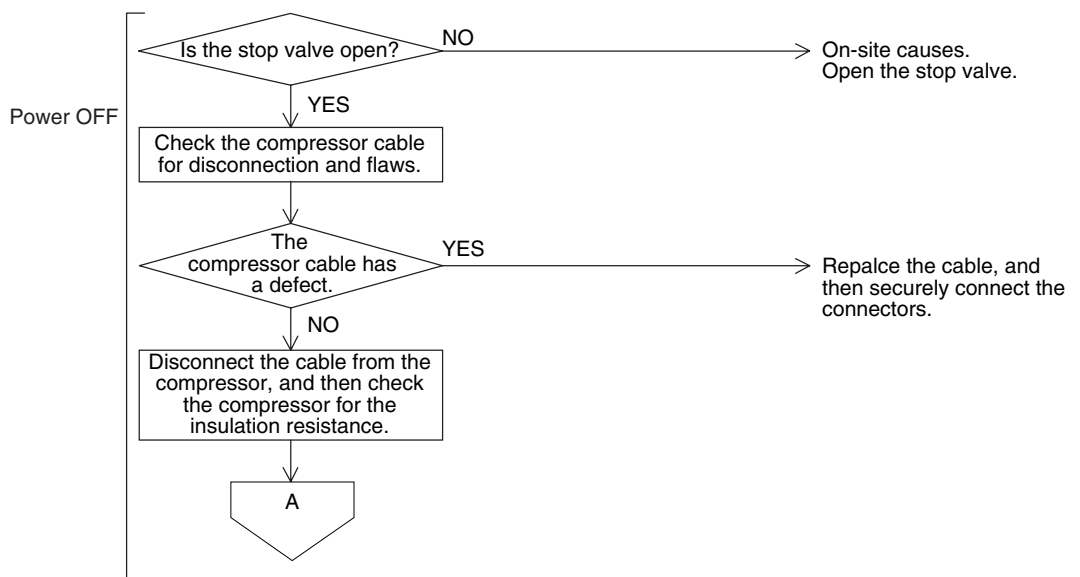 Is the stop valve open?
NO
On-site causes.
Open the stop valve.
YES
Power OFF
Check the compressor cable
for disconnection and flaws.
The
compressor cable has
a defect.
YES
Repalce the cable, and
then securely connect the
connectors.
NO
Disconnect the cable from the
compressor, and then check
the compressor for the
insulation resistance.
A